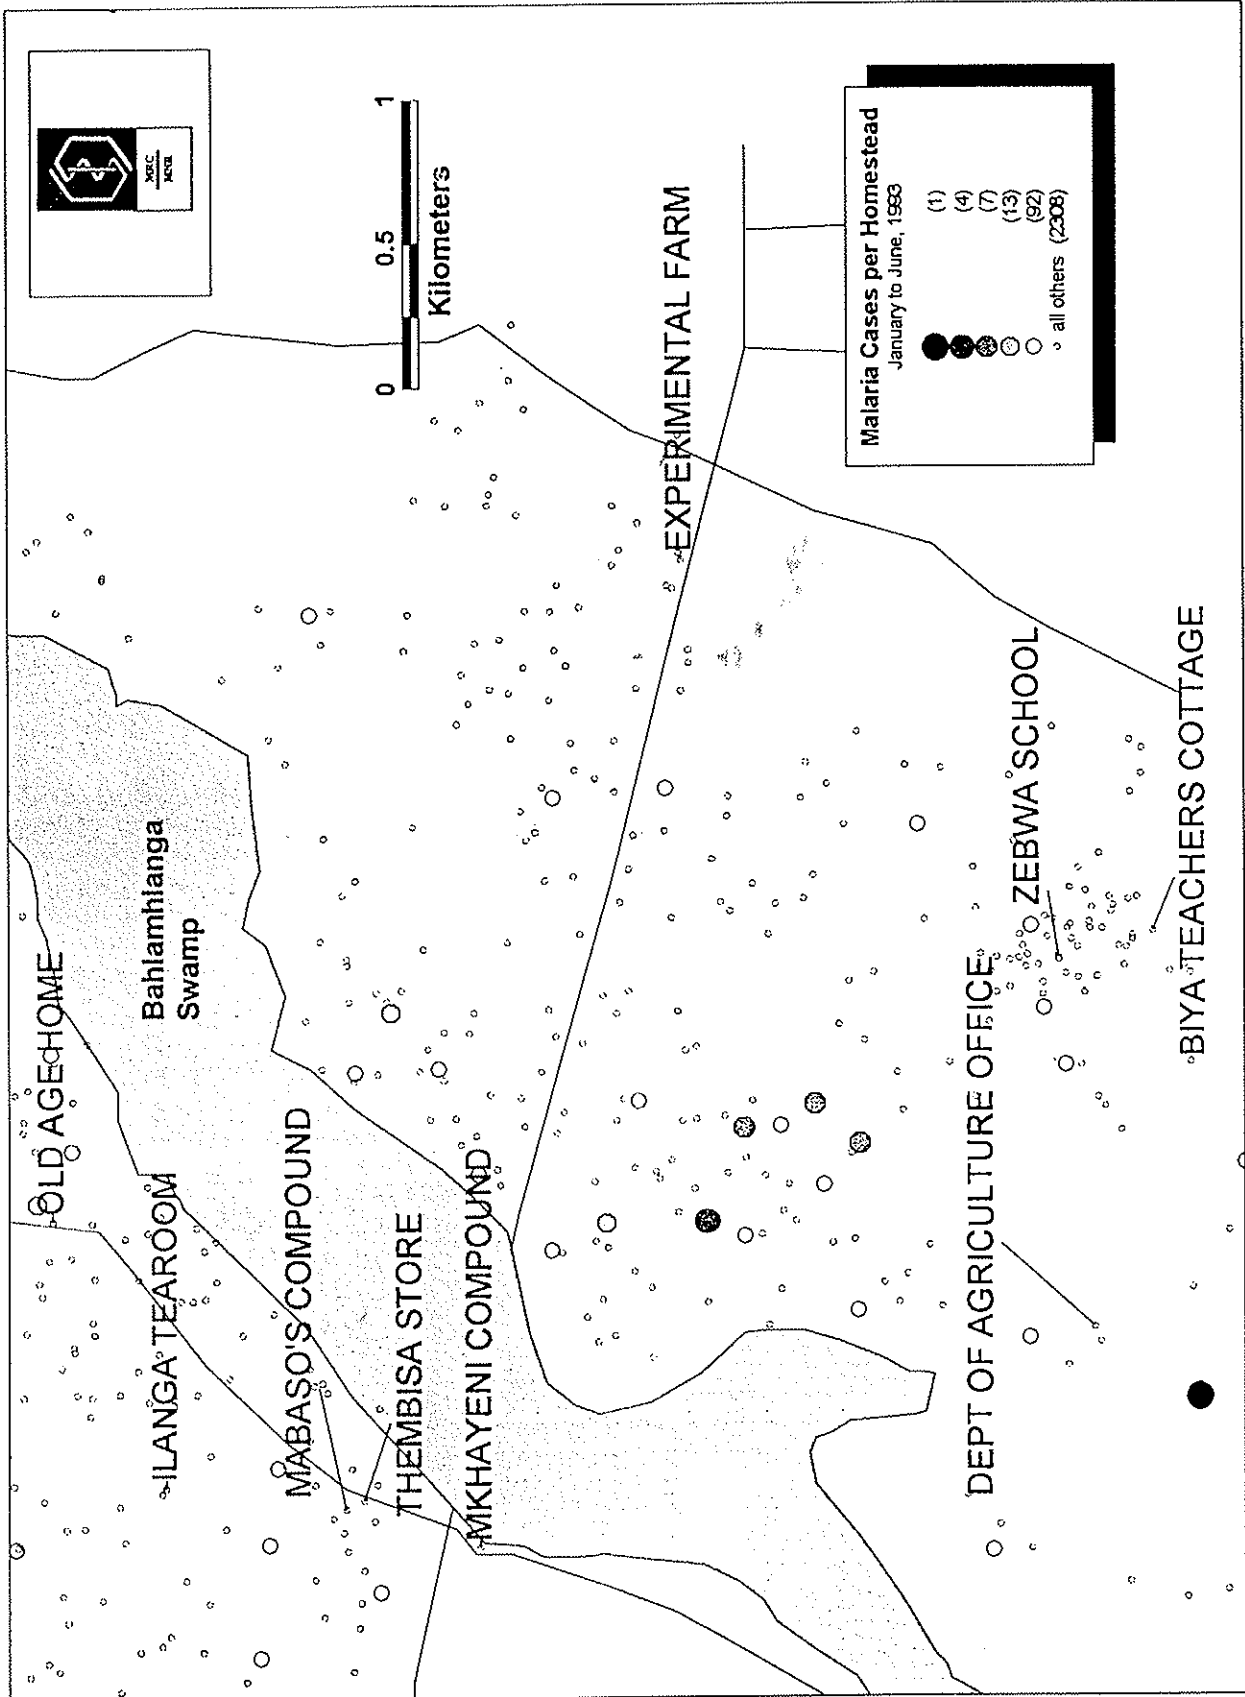 OLD AGE HOME
Bahlamhlanga
Swamp
ILANGA TEAROOM
MABASO'S COMPOUND
THEMBISA STORE
MKHAYENI COMPOUND
MRC
MNR
0 0.5 1
Kilometers
EXPERIMENTAL FARM
Malaria Cases per Homestead
January to June, 1993
(1)
(4)
(7)
(13)
(92)
all others (2308)
DEPT OF AGRICULTURE OFFICE
ZEBWA SCHOOL
BIYA TEACHERS COTTAGE